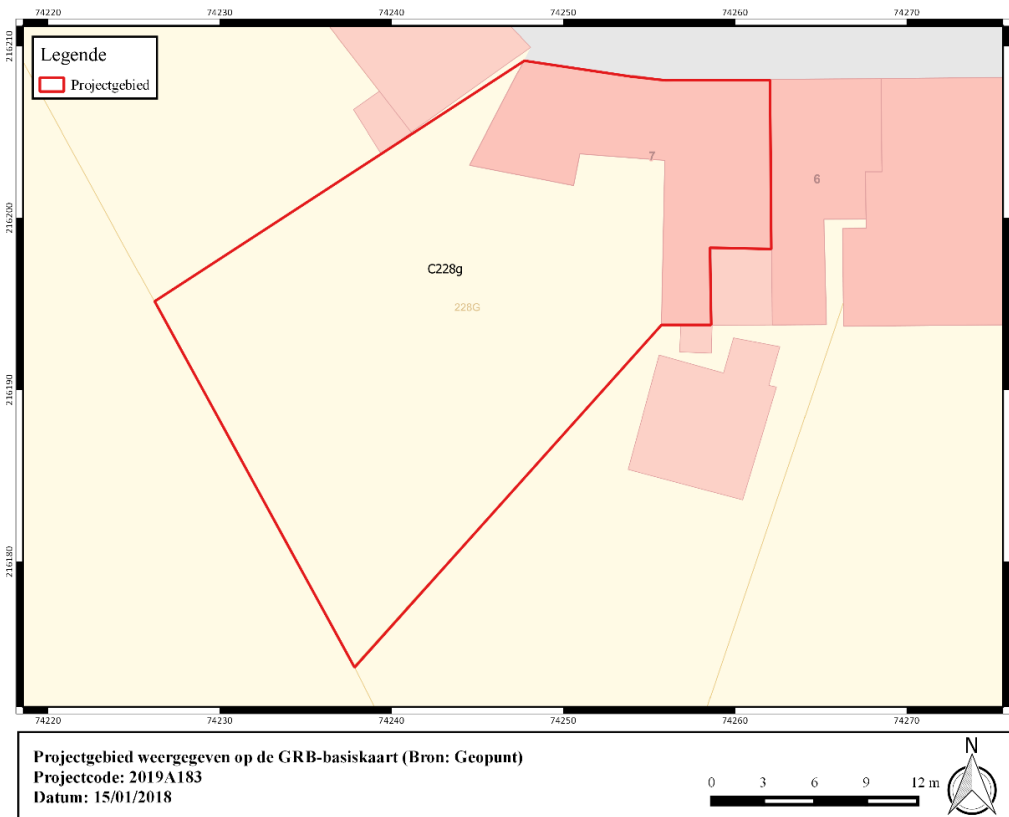 74220 74230 74240 74250 74260 74270
216210
Legende
Projectgebied
7
6
216200
C228g
228G
216190
216180
74220 74230 74240 74250 74260 74270
Projectgebied weergegeven op de GRB-basiskaart (Bron: Geopunt)
Projectcode: 2019A183
Datum: 15/01/2018
0 3 6 9 12 m
N